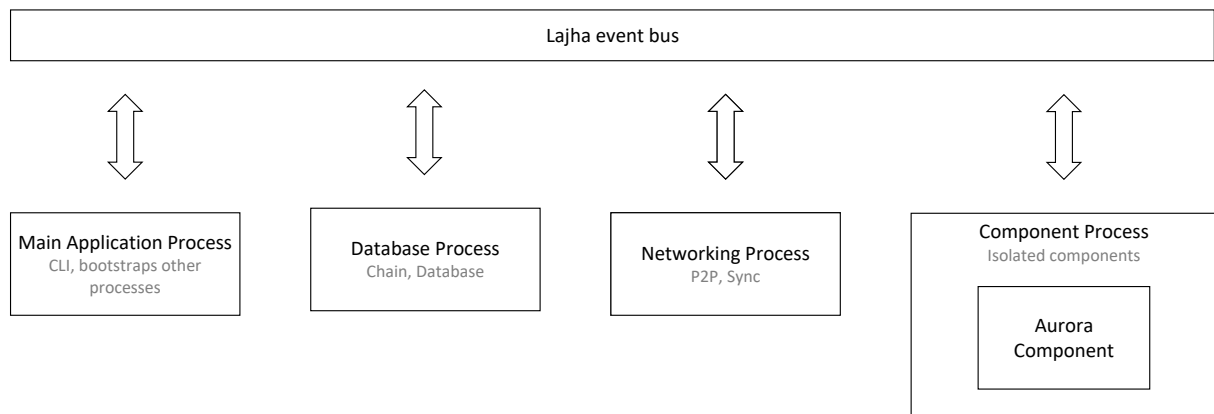 Lajha event bus
Main Application Process
CLI, bootstraps other
processes
Database Process
Chain, Database
Networking Process
P2P, Sync
Component Process
Isolated components
Aurora
Component